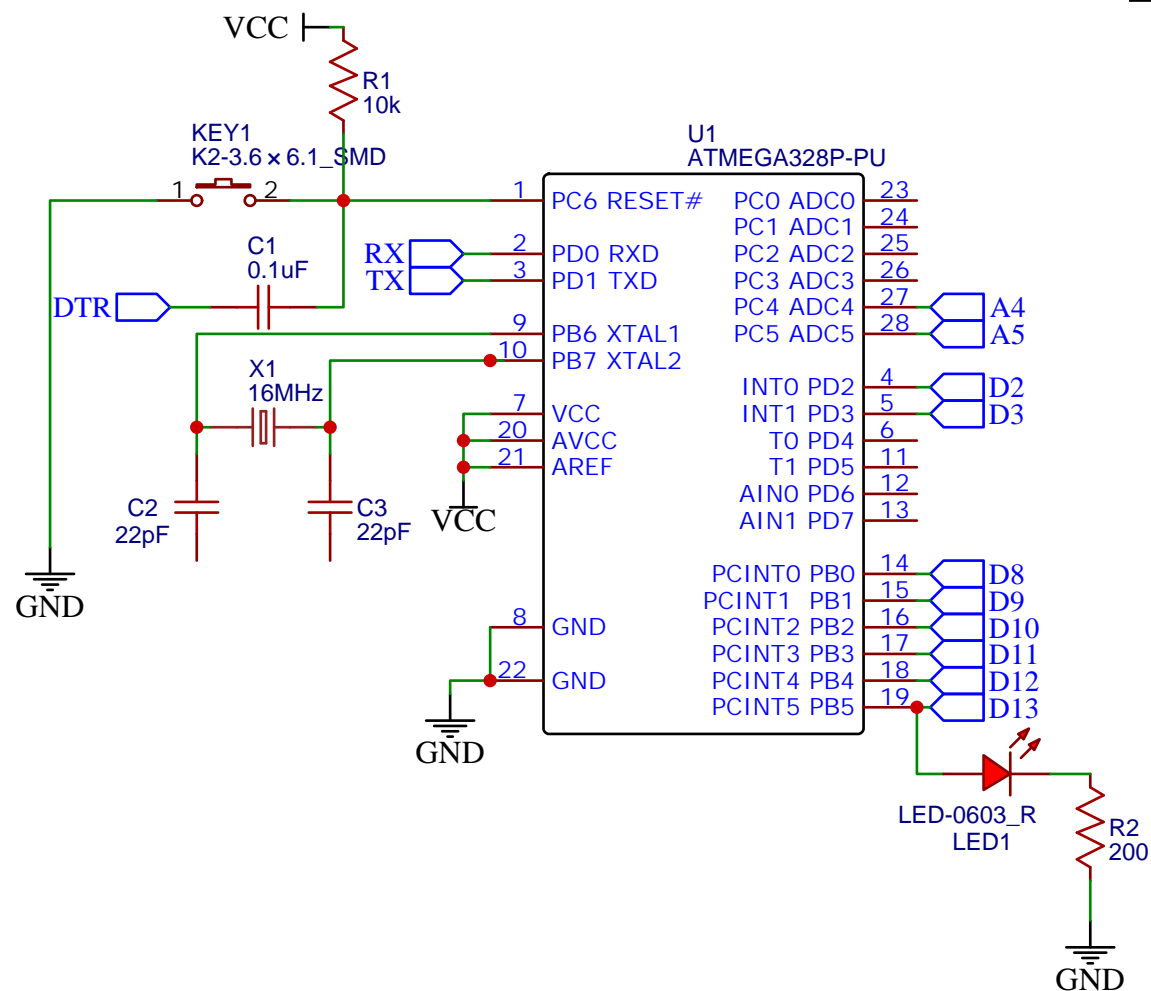 VCC
R1
10k
KEY1
K2-3.6×6.1_SMD
1 2
U1
ATMEGA328P-PU
1 PC6 RESET# PC0 ADC0 23
PC1 ADC1 24
RX 2 PD0 RXD PC2 ADC2 25
TX 3 PD1 TXD PC3 ADC3 26
C1
0.1uF
DTR
PC4 ADC4 27 A4
9 PB6 XTAL1 PC5 ADC5 28 A5
10 PB7 XTAL2
X1
16MHz
INT0 PD2 4 D2
7 VCC INT1 PD3 5 D3
20 AVCC T0 PD4 6
21 AREF T1 PD5 11
AIN0 PD6 12
AIN1 PD7 13
C2
22pF
C3
22pF
VCC
GND
PCINT0 PB0 14 D8
PCINT1 PB1 15 D9
8 GND PCINT2 PB2 16 D10
PCINT3 PB3 17 D11
22 GND PCINT4 PB4 18 D12
PCINT5 PB5 19 D13
GND
LED-0603_R
LED1
R2
200
GND